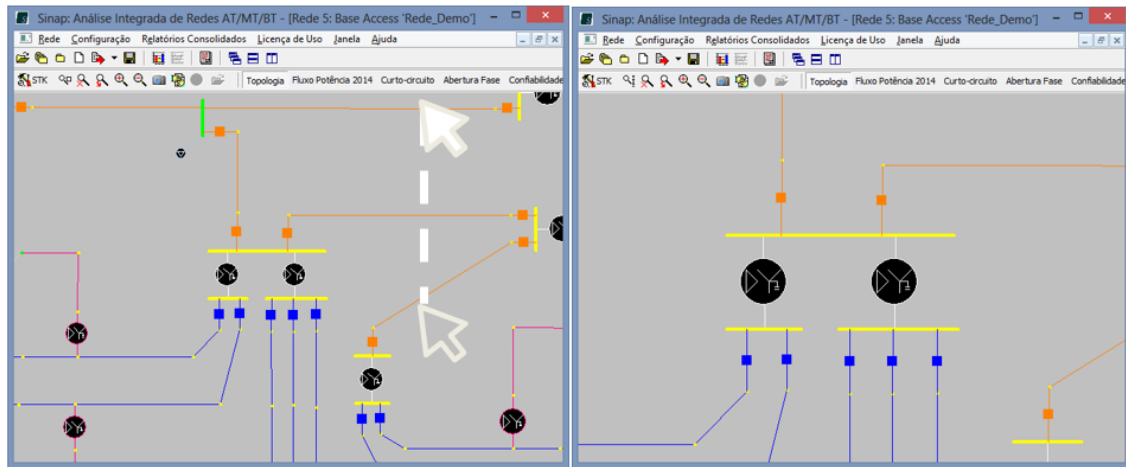 Sinap: Análise Integrada de Redes AT/MT/BT - [Rede 5: Base Access 'Rede_Demo']
Rede Configuração Relatórios Consolidados Licença de Uso Janela Ajuda
STK Topologia Fluxo Potência 2014 Curto-circuito Abertura Fase Confiabilidade
Sinap: Análise Integrada de Redes AT/MT/BT - [Rede 5: Base Access 'Rede_Demo']
Rede Configuração Relatórios Consolidados Licença de Uso Janela Ajuda
STK Topologia Fluxo Potência 2014 Curto-circuito Abertura Fase Confiabilidade